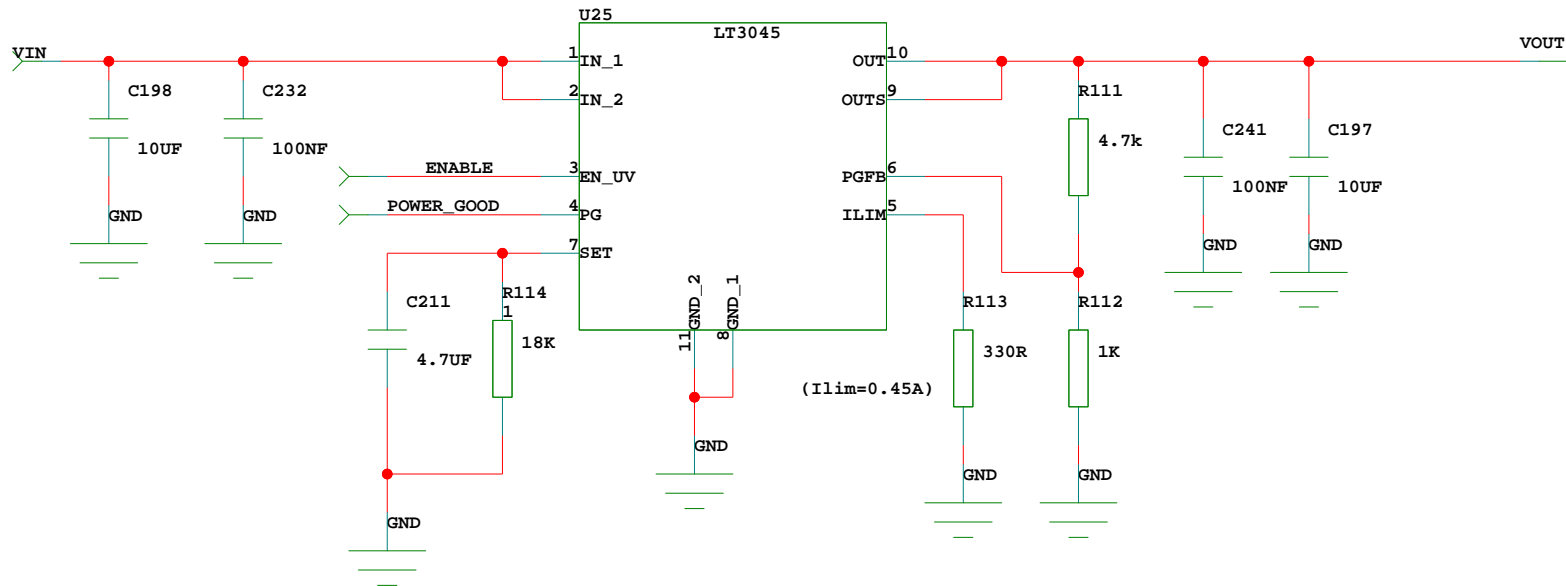 U25
LT3045
VIN
1 IN_1
2 IN_2
3 EN_UV
4 PG
7 SET
OUT 10
OUTS 9
PGFB 6
ILIM 5
11 GND_2
8 GND_1
VOUT
C198
10UF
GND
C232
100NF
GND
ENABLE
POWER_GOOD
C211
4.7UF
R114
1
18K
GND
GND
(Ilim=0.45A)
R113
330R
GND
R111
4.7k
R112
1K
GND
C241
100NF
GND
C197
10UF
GND